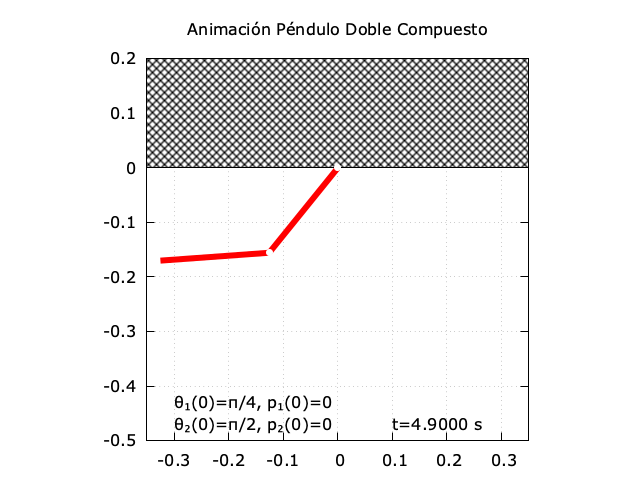 Animación Péndulo Doble Compuesto
0.2
0.1
0
-0.1
-0.2
-0.3
-0.4
-0.5
θ₁(0)=π/4, p₁(0)=0
θ₂(0)=π/2, p₂(0)=0 t=4.9000 s
-0.3 -0.2 -0.1 0 0.1 0.2 0.3